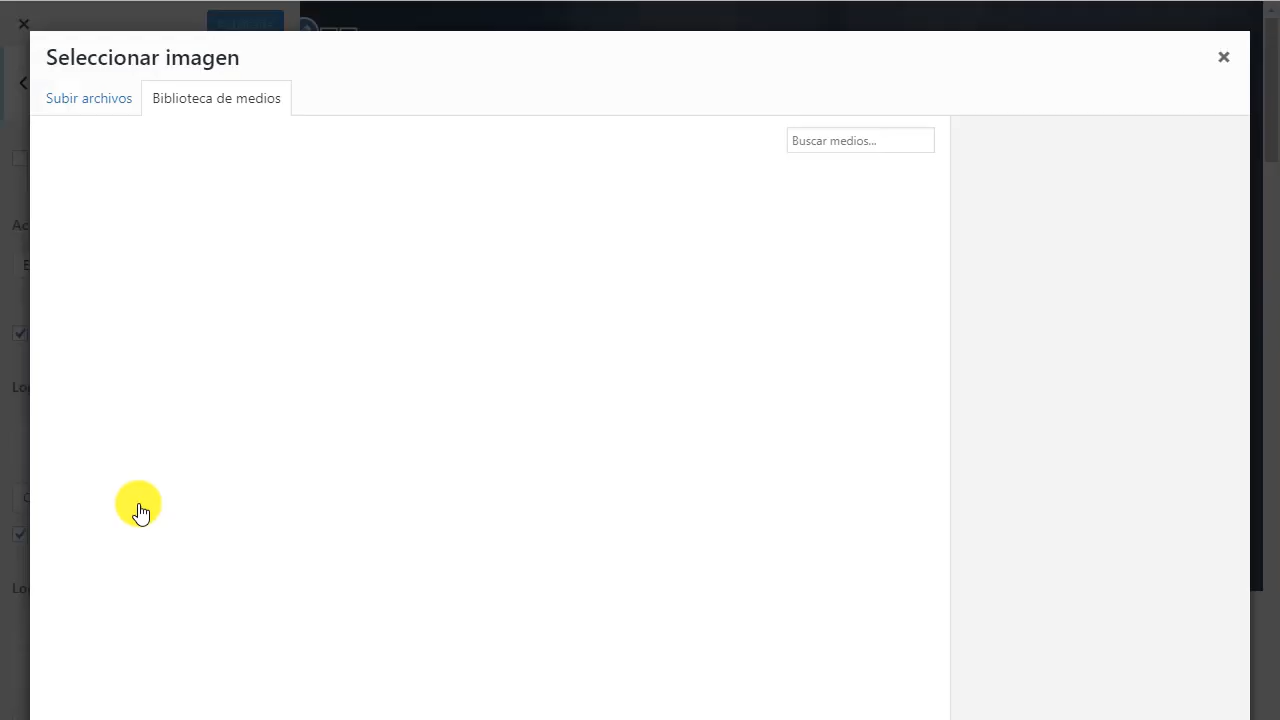 Seleccionar imagen
Subir archivos
Biblioteca de medios
Buscar medios...